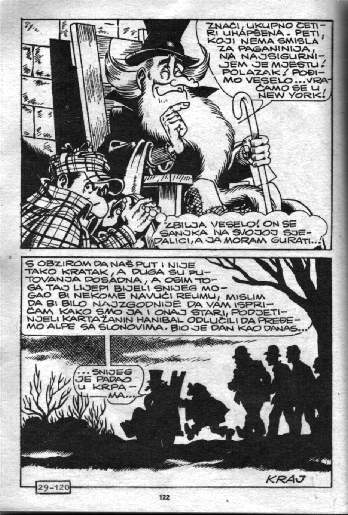 ZNAČI, UKUPNO ČETI-
RI UHAPŠENA. PETI,
KOJI NEMA SMISLA
ZA PAGANINIJA,
NA NAJSIGURNI-
JEM JE MJESTU!
POLAZAK! POĐI-
MO VESELO... VRA-
ĆAMO SE U
NEW YORK!
ZBILJA VESELO! ON SE
SANJKA NA SVOJOJ SJE-
DALICI, A JA MORAM GURATI...
S OBZIROM DA NAŠ PUT I NIJE
TAKO KRATAK, A DUGA SU PU-
TOVANJA DOSADNA, A OSIM TO-
GA TAJ LIJEPI BIJELI SNIJEG MO-
GAO BI NEKOME NAVUĆI REUMU, MISLIM
DA BI BILO NAJZGODNIJE DA VAM ISPRI-
ČAM KAKO SMO JA I ONAJ STARI, PODJETI-
NJELI KARTAŽANIN HANIBAL ODLUČILI DA PREĐE-
MO ALPE SA SLONOVIMA. BIO JE DAN KAO DANAS...
...SNIJEG
JE PADAO
U KRPA-
MA...
KRAJ
29-120
122